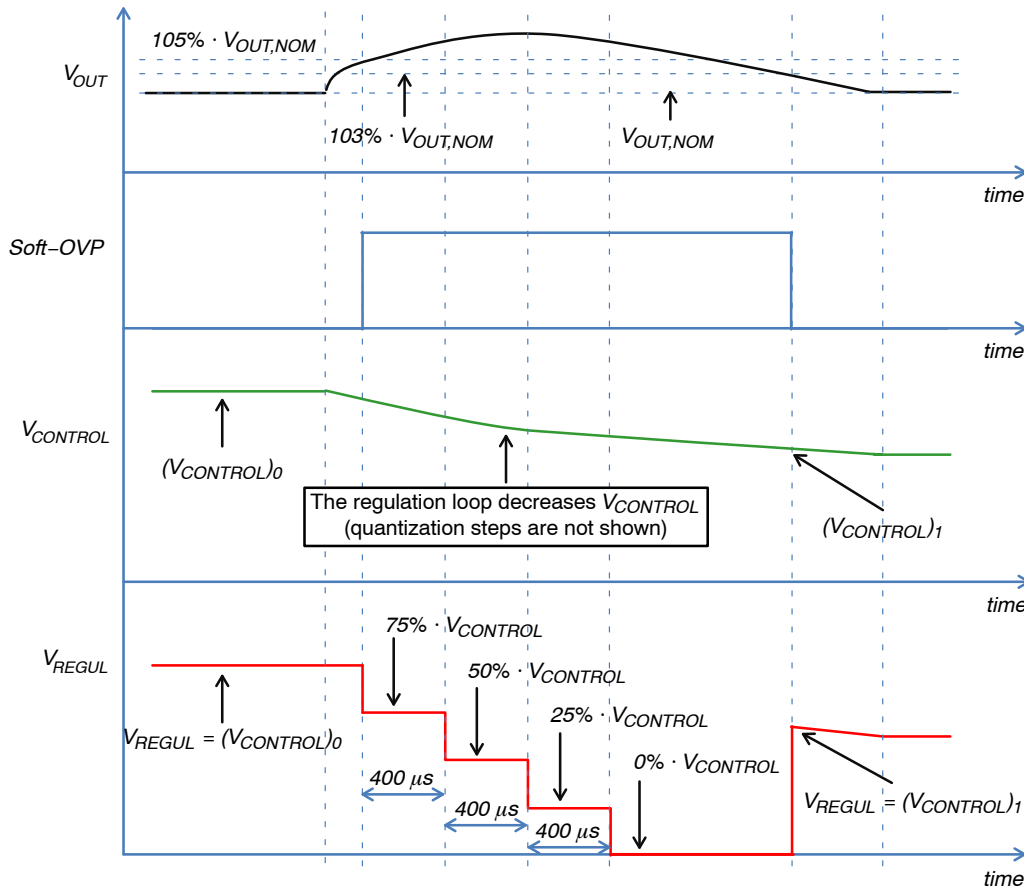 105% · VOUT,NOM
VOUT
103% · VOUT,NOM
VOUT,NOM
time
Soft−OVP
time
VCONTROL
(VCONTROL)0
The regulation loop decreases VCONTROL
(quantization steps are not shown)
(VCONTROL)1
time
75% · VCONTROL
VREGUL
50% · VCONTROL
25% · VCONTROL
VREGUL = (VCONTROL)0
0% · VCONTROL
400 µs
400 µs
400 µs
VREGUL = (VCONTROL)1
time